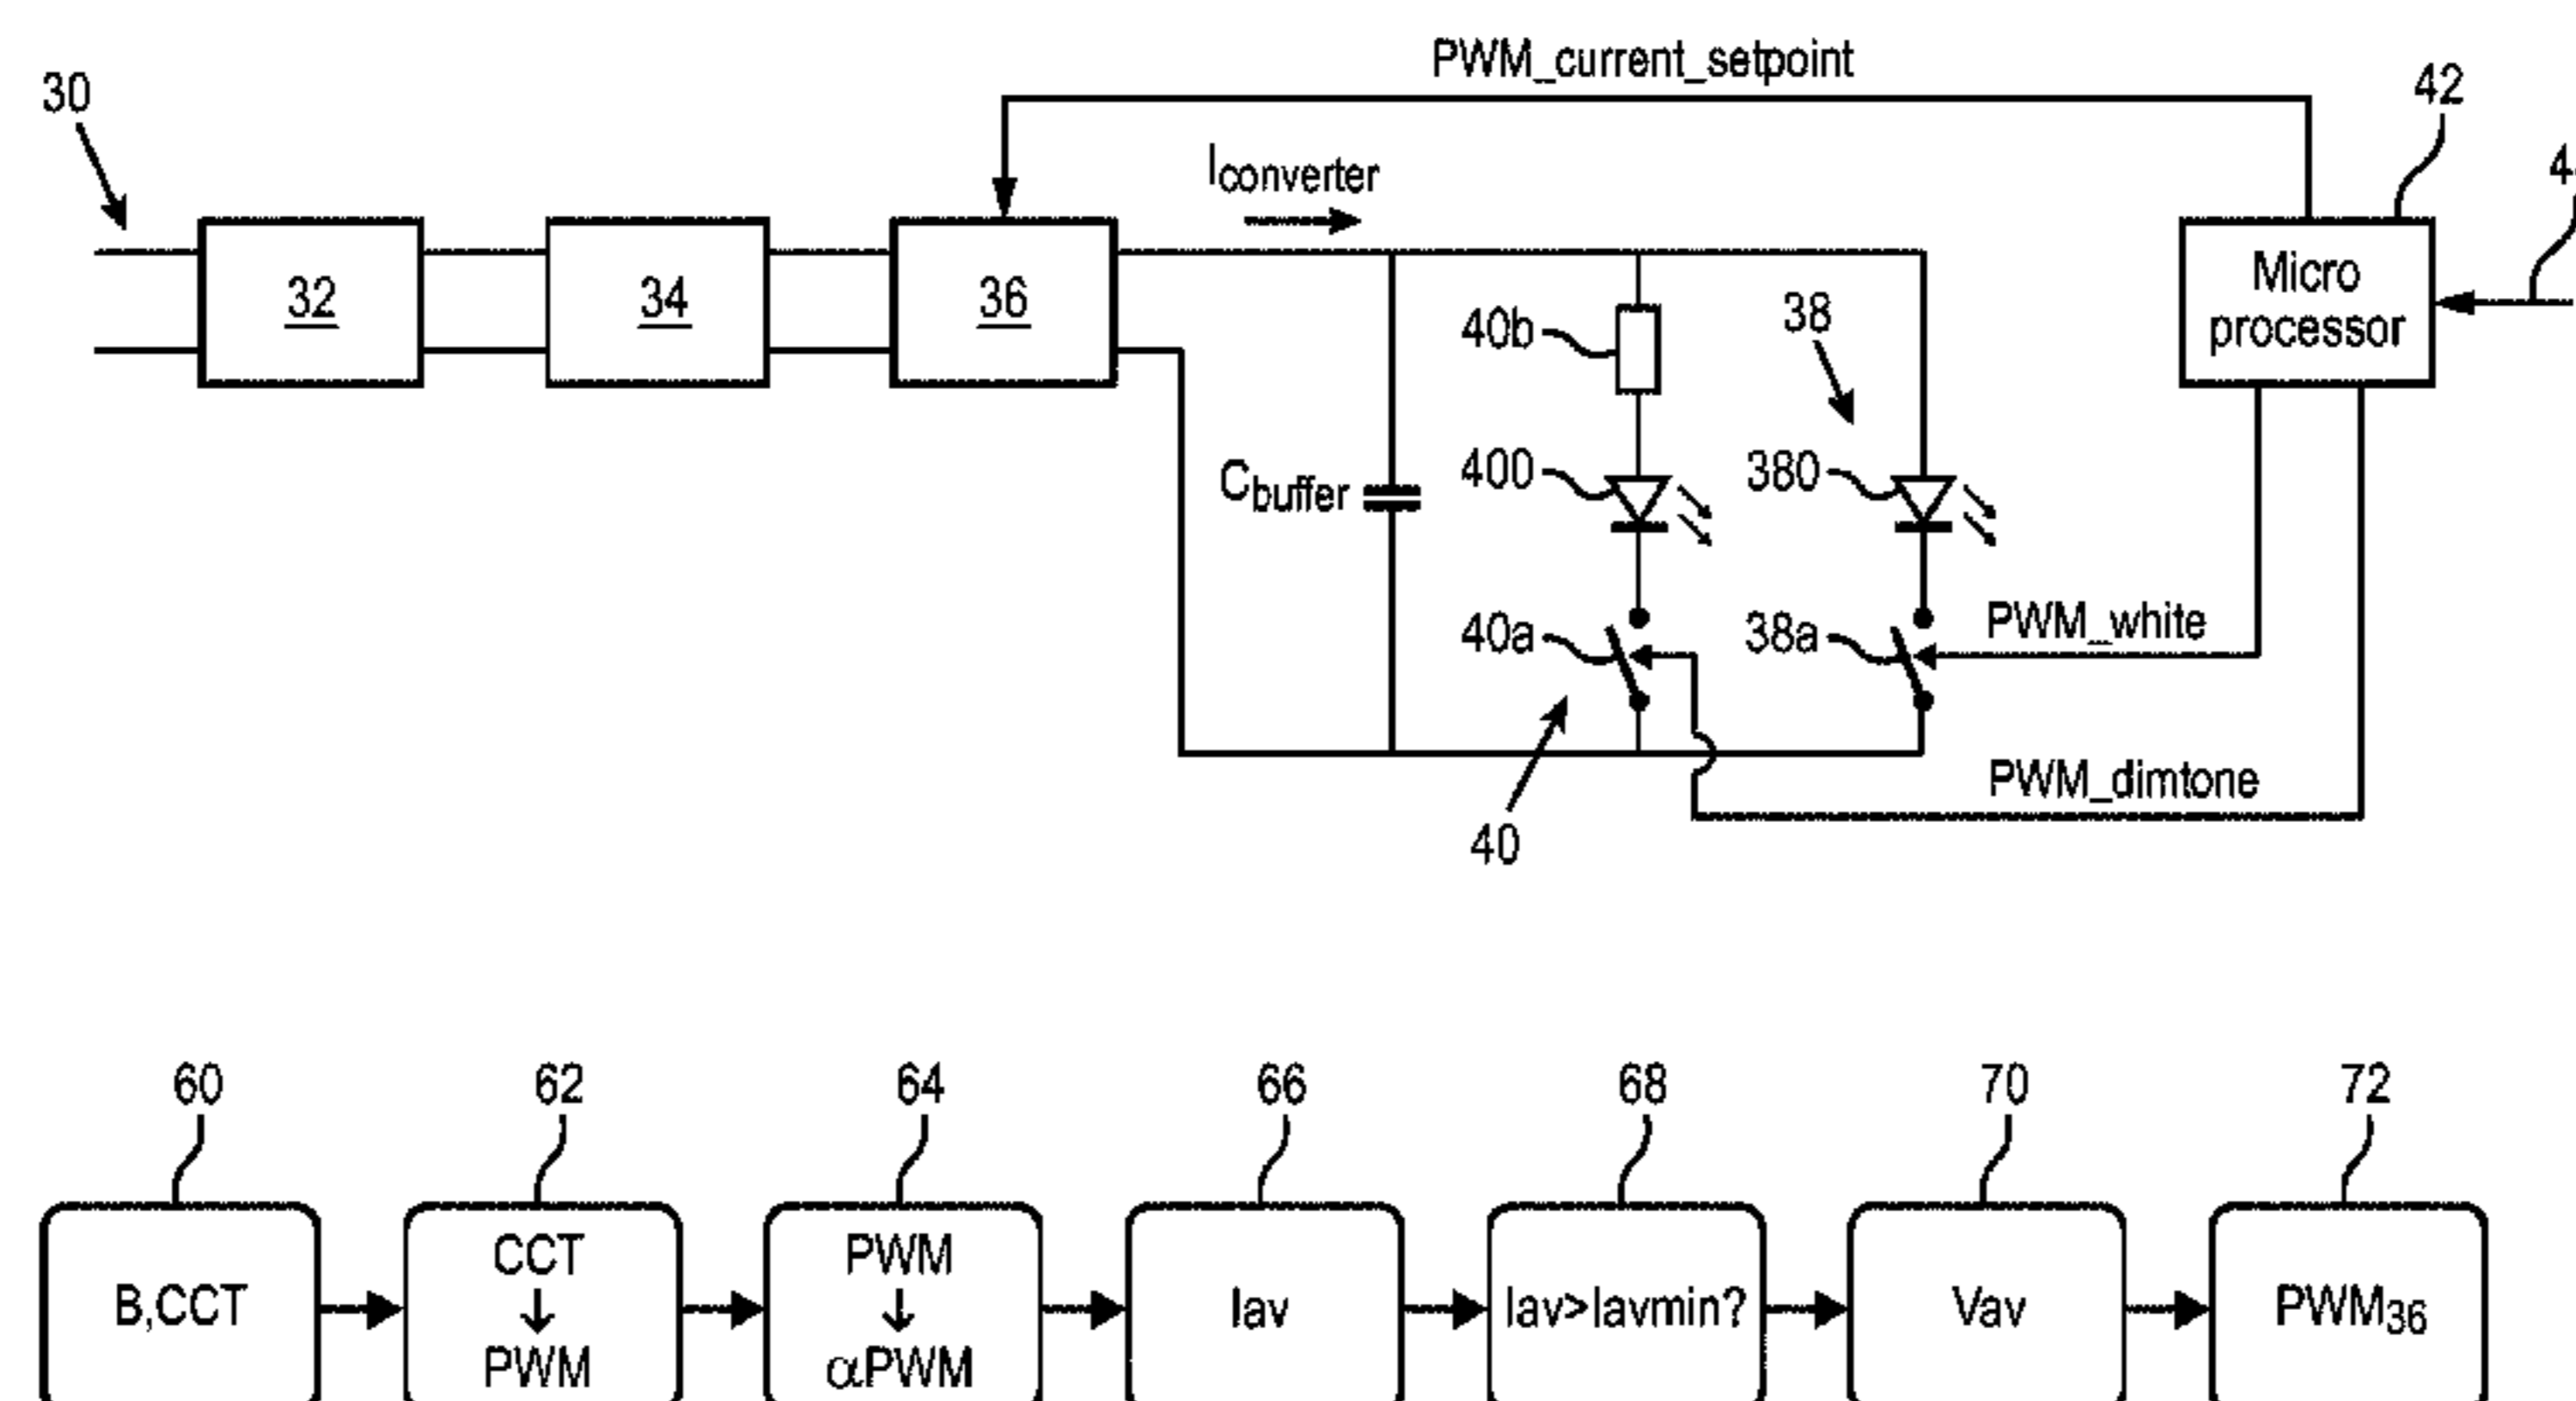 PWM_current_setpoint
30
42
Iconverter
32
34
36
Micro
processor
40b
38
400
380
Cbuffer
40a
38a
PWM_white
PWM_dimtone
40
60
62
64
66
68
70
72
B,CCT
CCT
↓
PWM
PWM
↓
αPWM
Iav
Iav>Iavmin?
Vav
PWM36